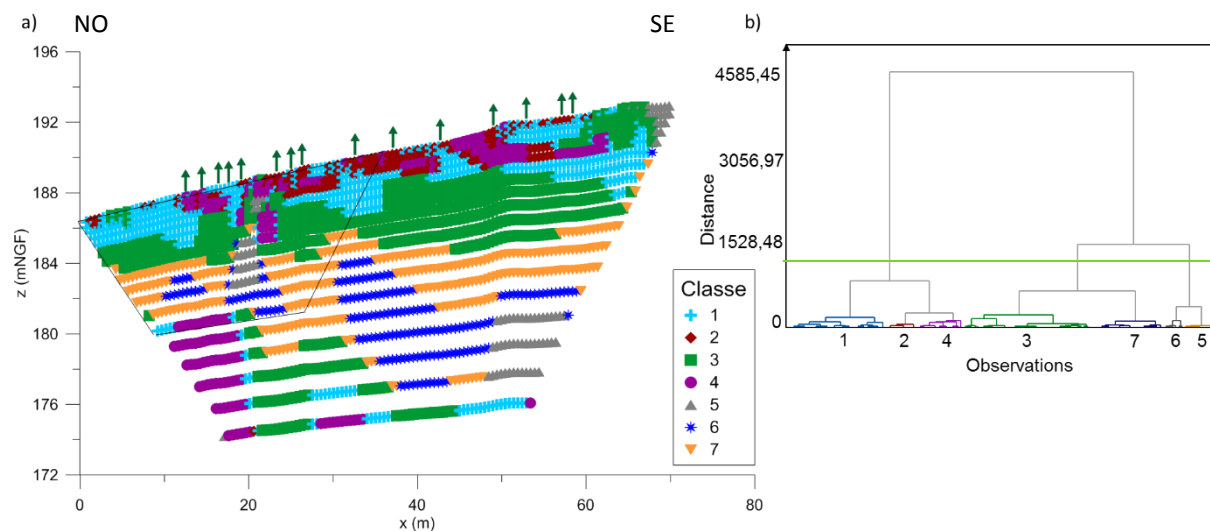 a) NO SE
196
192
188
184
180
176
172
z (mNGF)
0 20 40 60 80
x (m)
Classe
1
2
3
4
5
6
7
b)
4585,45
3056,97
1528,48
0
Distance
1 2 4 3 7 6 5
Observations